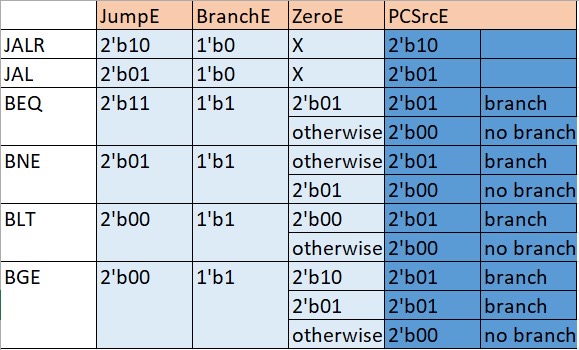 JumpE BranchE ZeroE PCSrcE
JALR 2'b10 1'b0 X 2'b10
JAL 2'b01 1'b0 X 2'b01
BEQ 2'b11 1'b1 2'b01 2'b01 branch
otherwise 2'b00 no branch
BNE 2'b01 1'b1 otherwise 2'b01 branch
2'b01 2'b00 no branch
BLT 2'b00 1'b1 2'b00 2'b01 branch
otherwise 2'b00 no branch
BGE 2'b00 1'b1 2'b10 2'b01 branch
2'b01 2'b01 branch
otherwise 2'b00 no branch